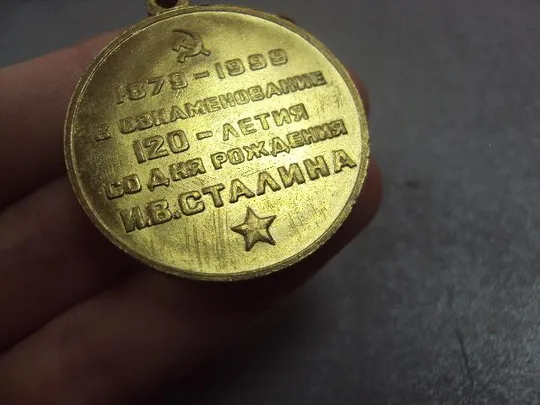 1879-1999
В ОЗНАМЕНОВАНИЕ
120-ЛЕТИЯ
СО ДНЯ РОЖДЕНИЯ
И.В.СТАЛИНА